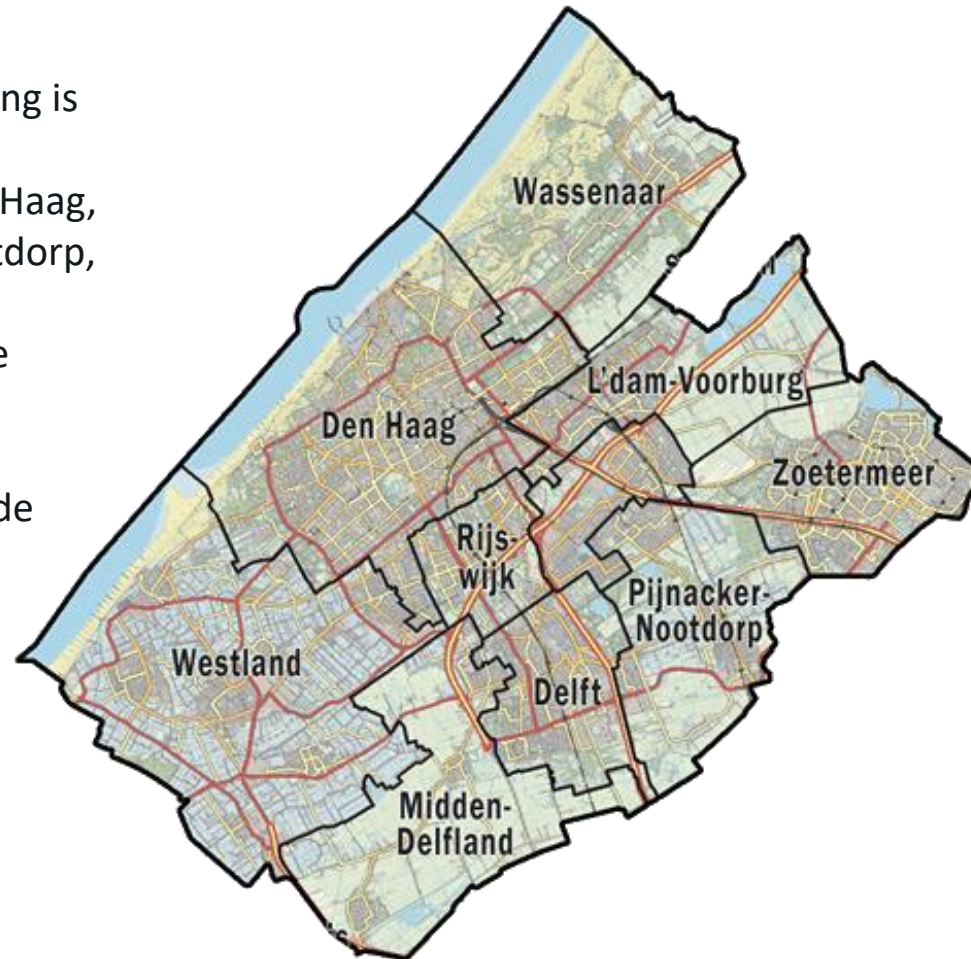 ng is
Haag,
tdorp,
e
de
Wassenaar
L'dam-Voorburg
Den Haag
Zoetermeer
Rijs-
wijk
Pijnacker-
Nootdorp
Westland
Delft
Midden-
Delfland